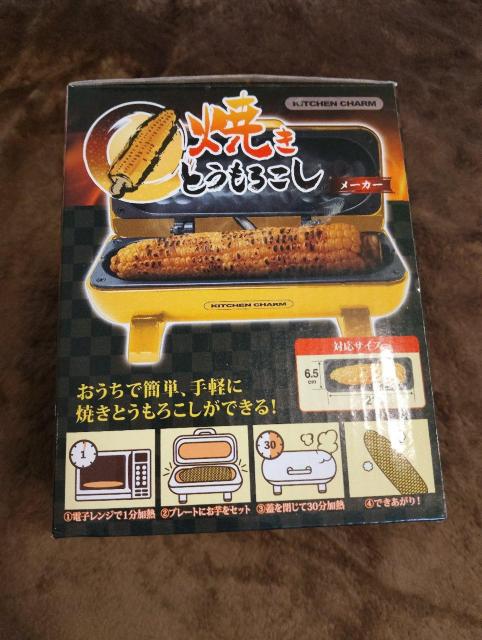 KITCHEN CHARM
焼き
とうもろこし
メーカー
KITCHEN CHARM
対応サイズ
6.5
cm
おうちで簡単、手軽に
焼きとうもろこしができる!
1
30
①電子レンジで1分加熱
②プレートにお芋をセット
③蓋を閉じて30分加熱
④できあがり!